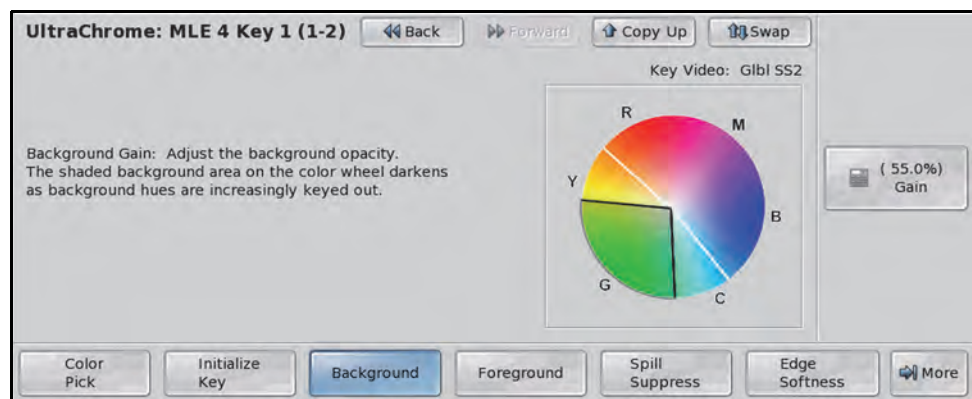 UltraChrome: MLE 4 Key 1 (1-2)
Back
Forward
Copy Up
Swap
Key Video: Glbl SS2
Background Gain: Adjust the background opacity.
The shaded background area on the color wheel darkens
as background hues are increasingly keyed out.
R
M
Y
B
G
C
( 55.0%)
Gain
Color
Pick
Initialize
Key
Background
Foreground
Spill
Suppress
Edge
Softness
More